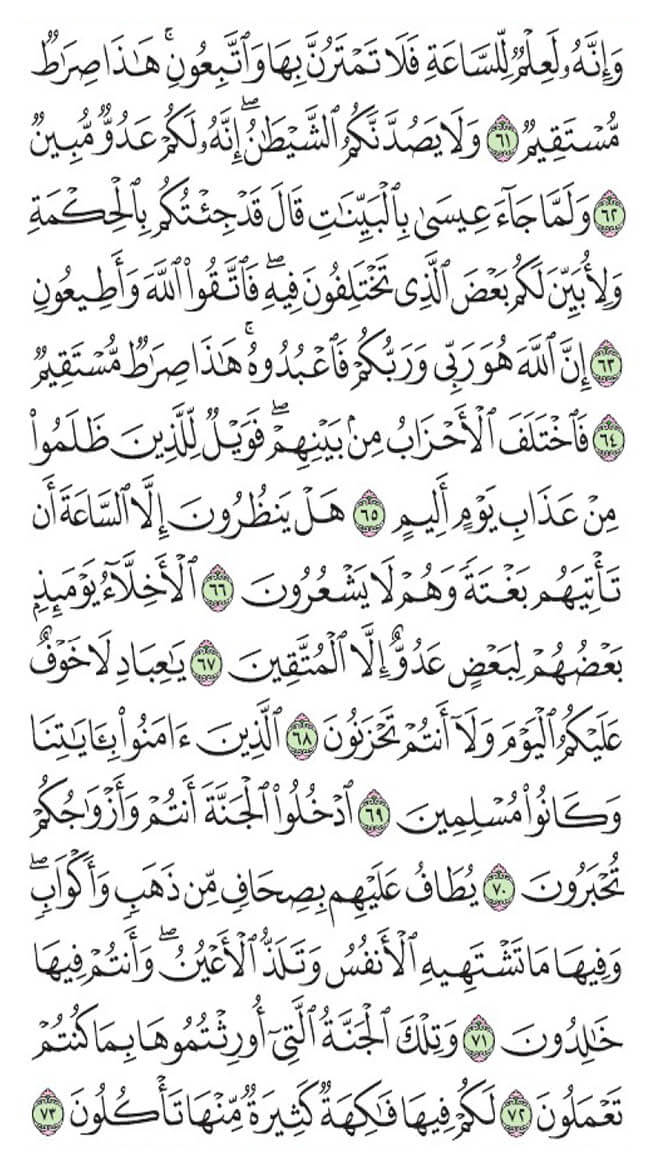 وَإِنَّهُۥ لَعِلْمٌ لِّلسَّاعَةِ فَلَا تَمْتَرُنَّ بِهَا وَٱتَّبِعُونِ ۚ هَٰذَا صِرَٰطٌ
مُّسْتَقِيمٌ ٦١ وَلَا يَصُدَّنَّكُمُ ٱلشَّيْطَٰنُ ۖ إِنَّهُۥ لَكُمْ عَدُوٌّ مُّبِينٌ
٦٢ وَلَمَّا جَآءَ عِيسَىٰ بِٱلْبَيِّنَٰتِ قَالَ قَدْ جِئْتُكُم بِٱلْحِكْمَةِ
وَلِأُبَيِّنَ لَكُم بَعْضَ ٱلَّذِى تَخْتَلِفُونَ فِيهِ ۖ فَٱتَّقُوا۟ ٱللَّهَ وَأَطِيعُونِ
٦٣ إِنَّ ٱللَّهَ هُوَ رَبِّى وَرَبُّكُمْ فَٱعْبُدُوهُ ۚ هَٰذَا صِرَٰطٌ مُّسْتَقِيمٌ
٦٤ فَٱخْتَلَفَ ٱلْأَحْزَابُ مِنۢ بَيْنِهِمْ ۖ فَوَيْلٌ لِّلَّذِينَ ظَلَمُوا۟
مِنْ عَذَابِ يَوْمٍ أَلِيمٍ ٦٥ هَلْ يَنظُرُونَ إِلَّا ٱلسَّاعَةَ أَن
تَأْتِيَهُم بَغْتَةً وَهُمْ لَا يَشْعُرُونَ ٦٦ ٱلْأَخِلَّآءُ يَوْمَئِذٍۭ
بَعْضُهُمْ لِبَعْضٍ عَدُوٌّ إِلَّا ٱلْمُتَّقِينَ ٦٧ يَٰعِبَادِ لَا خَوْفٌ
عَلَيْكُمُ ٱلْيَوْمَ وَلَآ أَنتُمْ تَحْزَنُونَ ٦٨ ٱلَّذِينَ ءَامَنُوا۟ بِـَٔايَٰتِنَا
وَكَانُوا۟ مُسْلِمِينَ ٦٩ ٱدْخُلُوا۟ ٱلْجَنَّةَ أَنتُمْ وَأَزْوَٰجُكُمْ
تُحْبَرُونَ ٧٠ يُطَافُ عَلَيْهِم بِصِحَافٍ مِّن ذَهَبٍ وَأَكْوَابٍ ۖ
وَفِيهَا مَا تَشْتَهِيهِ ٱلْأَنفُسُ وَتَلَذُّ ٱلْأَعْيُنُ ۖ وَأَنتُمْ فِيهَا
خَٰلِدُونَ ٧١ وَتِلْكَ ٱلْجَنَّةُ ٱلَّتِىٓ أُورِثْتُمُوهَا بِمَا كُنتُمْ
تَعْمَلُونَ ٧٢ لَكُمْ فِيهَا فَٰكِهَةٌ كَثِيرَةٌ مِّنْهَا تَأْكُلُونَ ٧٣